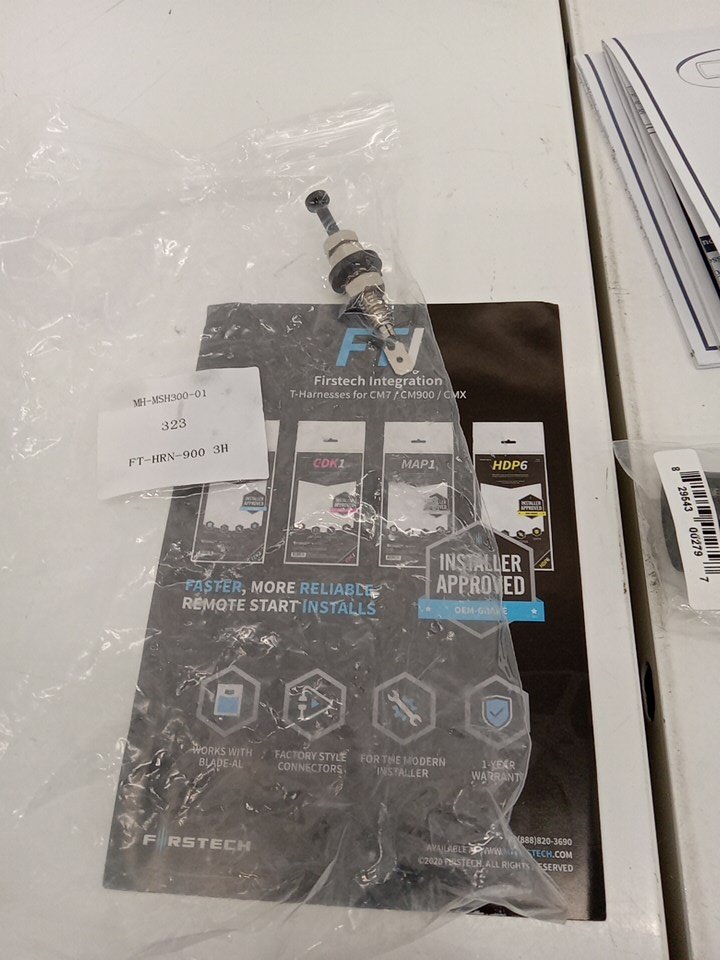 MH-MSH300-01
323
FT-HRN-900 3H
FTI
Firstech Integration
T-Harnesses for CM7 / CM900 / CMX
CDK1
MAP1
HDP6
INSTALLER
APPROVED
OEM-GRADE
FASTER, MORE RELIABLE
REMOTE START INSTALLS
WORKS WITH
BLADE-AL
FACTORY STYLE
CONNECTORS
FOR THE MODERN
INSTALLER
1-YEAR
WARRANTY
FIRSTECH
(888)820-3690
©2020 FIRSTECH, ALL RIGHTS RESERVED
8 29543 00279 7